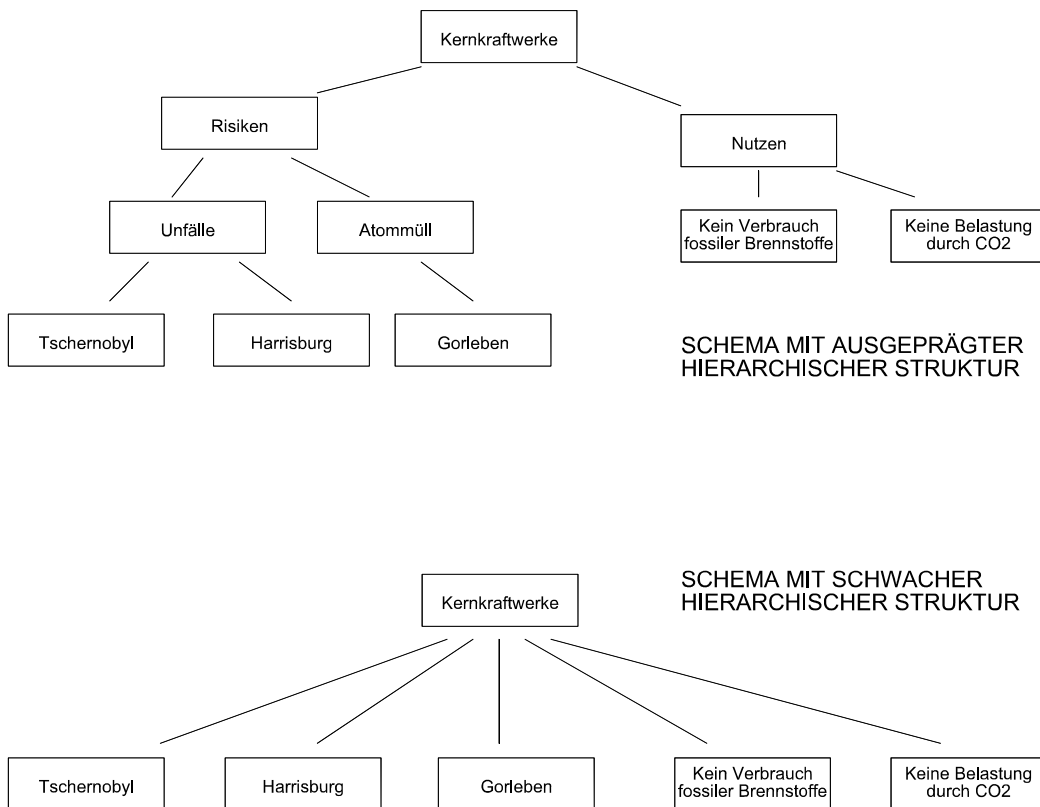 Kernkraftwerke
Risiken
Nutzen
Unfälle
Atommüll
Kein Verbrauch
fossiler Brennstoffe
Keine Belastung
durch CO2
Tschernobyl
Harrisburg
Gorleben
SCHEMA MIT AUSGEPRÄGTER
HIERARCHISCHER STRUKTUR
SCHEMA MIT SCHWACHER
HIERARCHISCHER STRUKTUR
Kernkraftwerke
Tschernobyl
Harrisburg
Gorleben
Kein Verbrauch
fossiler Brennstoffe
Keine Belastung
durch CO2